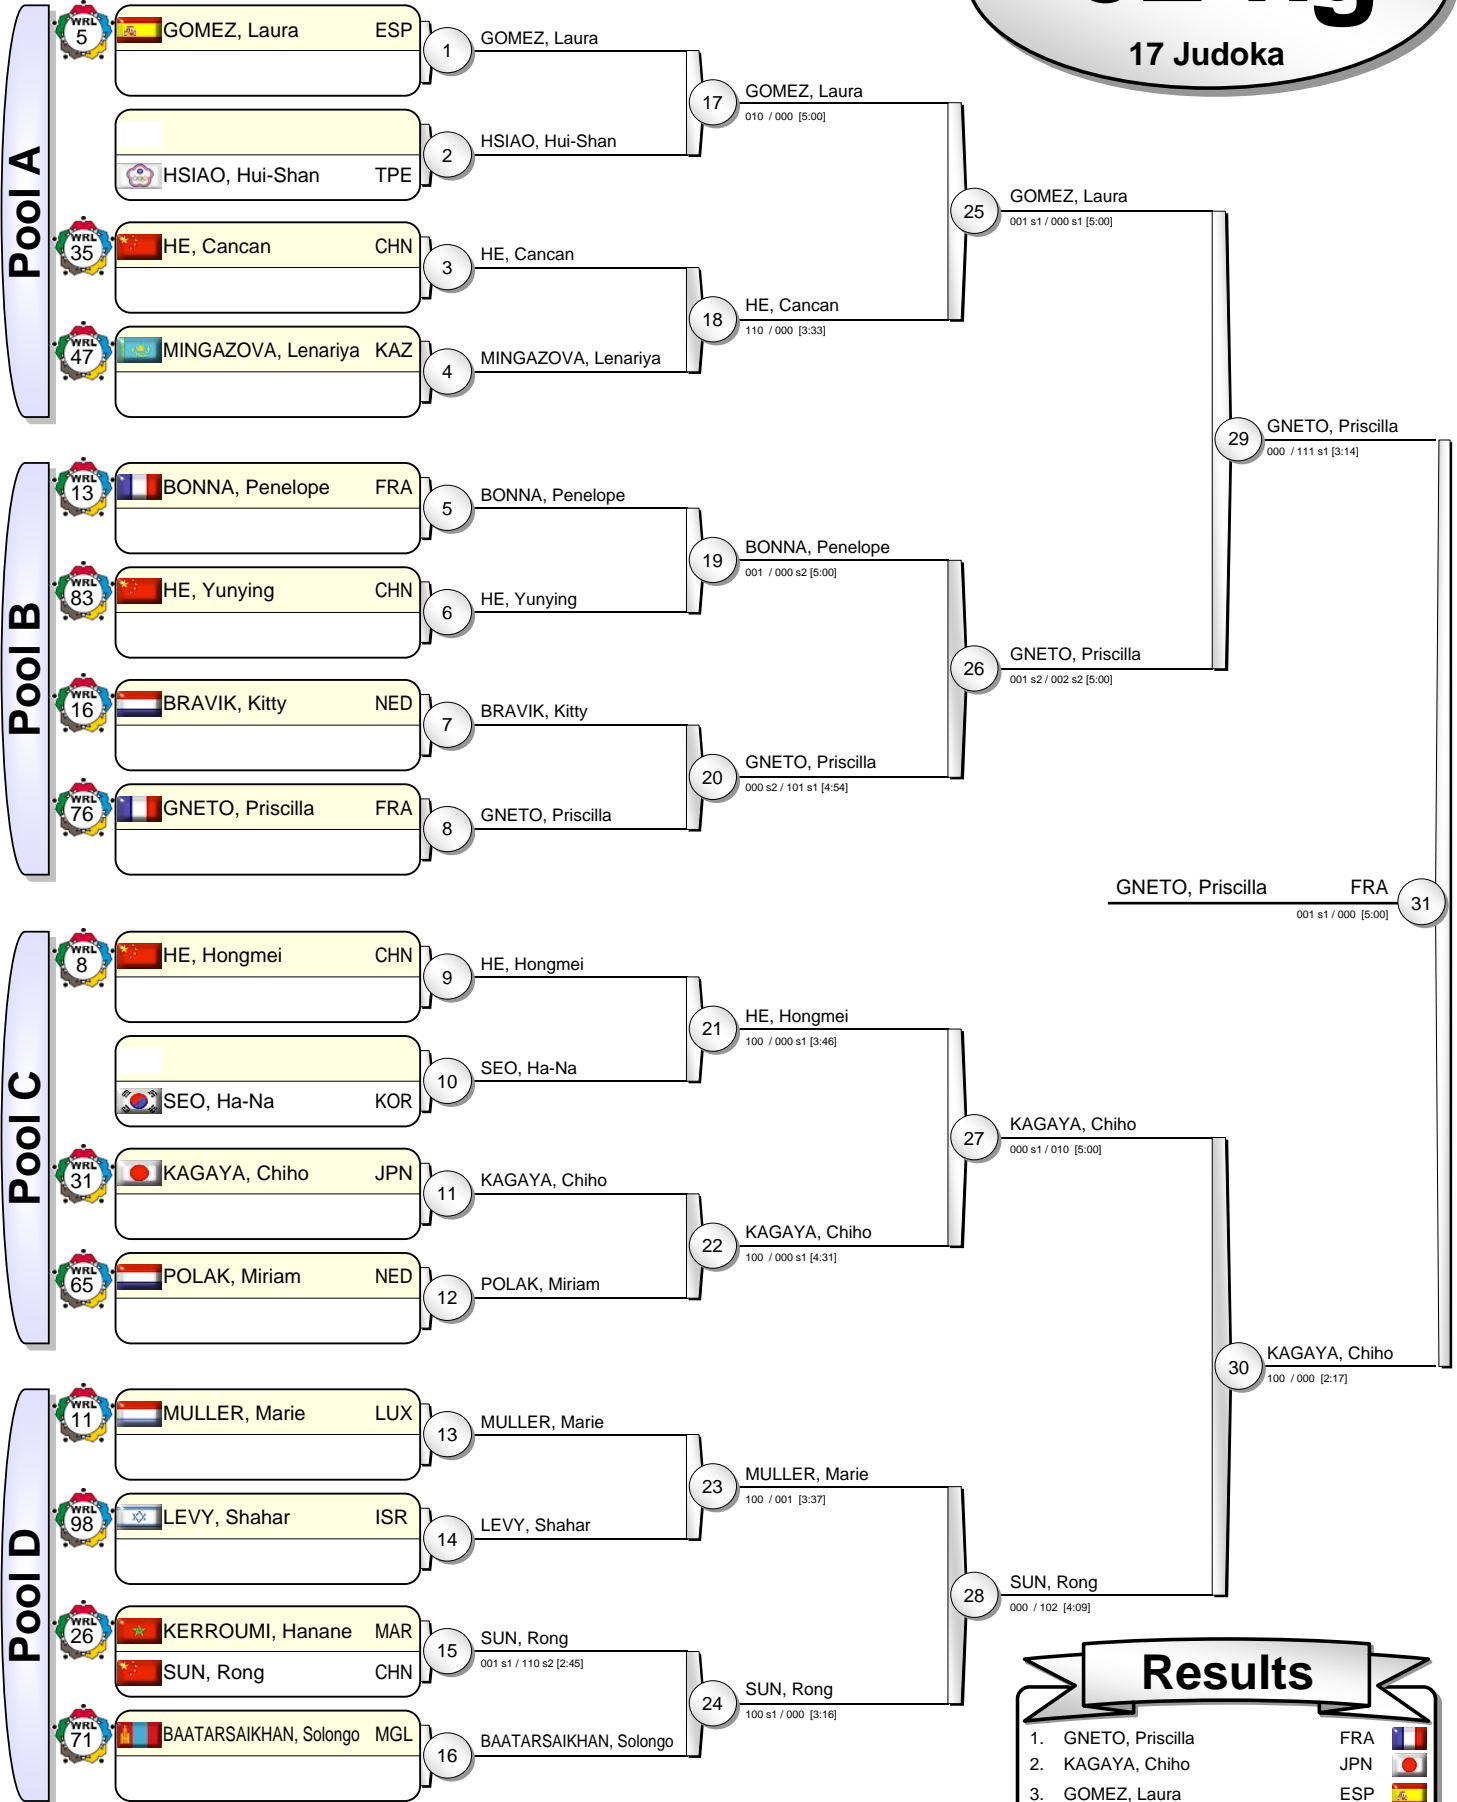 17 Judoka
Pool A
WRL 5 GOMEZ, Laura ESP
HSIAO, Hui-Shan TPE
WRL 35 HE, Cancan CHN
WRL 47 MINGAZOVA, Lenariya KAZ
1 GOMEZ, Laura
2 HSIAO, Hui-Shan
3 HE, Cancan
4 MINGAZOVA, Lenariya
17 GOMEZ, Laura
010 / 000 [5:00]
18 HE, Cancan
110 / 000 [3:33]
25 GOMEZ, Laura
001 s1 / 000 s1 [5:00]
Pool B
WRL 13 BONNA, Penelope FRA
WRL 83 HE, Yunying CHN
WRL 16 BRAVIK, Kitty NED
WRL 76 GNETO, Priscilla FRA
5 BONNA, Penelope
6 HE, Yunying
7 BRAVIK, Kitty
8 GNETO, Priscilla
19 BONNA, Penelope
001 / 000 s2 [5:00]
20 GNETO, Priscilla
000 s2 / 101 s1 [4:54]
26 GNETO, Priscilla
001 s2 / 002 s2 [5:00]
29 GNETO, Priscilla
000 / 111 s1 [3:14]
GNETO, Priscilla FRA 31
001 s1 / 000 [5:00]
Pool C
WRL 8 HE, Hongmei CHN
SEO, Ha-Na KOR
WRL 31 KAGAYA, Chiho JPN
WRL 65 POLAK, Miriam NED
9 HE, Hongmei
10 SEO, Ha-Na
11 KAGAYA, Chiho
12 POLAK, Miriam
21 HE, Hongmei
100 / 000 s1 [3:46]
22 KAGAYA, Chiho
100 / 000 s1 [4:31]
27 KAGAYA, Chiho
000 s1 / 010 [5:00]
Pool D
WRL 11 MULLER, Marie LUX
WRL 98 LEVY, Shahar ISR
WRL 26 KERROUMI, Hanane MAR
SUN, Rong CHN
WRL 71 BAATARSAIKHAN, Solongo MGL
13 MULLER, Marie
14 LEVY, Shahar
15 SUN, Rong
001 s1 / 110 s2 [2:45]
16 BAATARSAIKHAN, Solongo
23 MULLER, Marie
100 / 001 [3:37]
24 SUN, Rong
100 s1 / 000 [3:16]
28 SUN, Rong
000 / 102 [4:09]
30 KAGAYA, Chiho
100 / 000 [2:17]
Results
1. GNETO, Priscilla FRA
2. KAGAYA, Chiho JPN
3. GOMEZ, Laura ESP